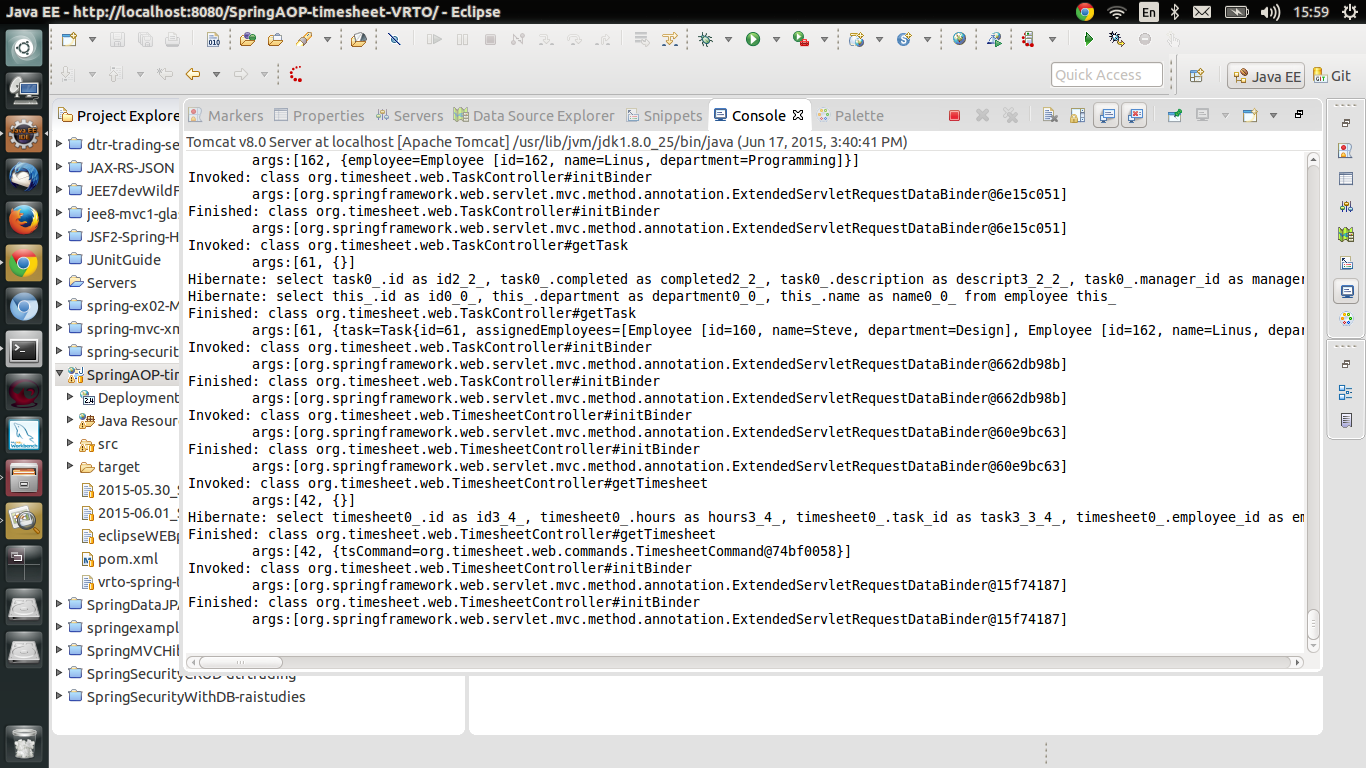 Java EE - http://localhost:8080/SpringAOP-timesheet-VRTO/ - Eclipse
En
15:59
Quick Access
Java EE
Git
Project Explore
Markers
Properties
Servers
Data Source Explorer
Snippets
Console
Palette
Tomcat v8.0 Server at localhost [Apache Tomcat] /usr/lib/jvm/jdk1.8.0_25/bin/java (Jun 17, 2015, 3:40:41 PM)
args:[162, {employee=Employee [id=162, name=Linus, department=Programming]}]
Invoked: class org.timesheet.web.TaskController#initBinder
args:[org.springframework.web.servlet.mvc.method.annotation.ExtendedServletRequestDataBinder@6e15c051]
Finished: class org.timesheet.web.TaskController#initBinder
args:[org.springframework.web.servlet.mvc.method.annotation.ExtendedServletRequestDataBinder@6e15c051]
Invoked: class org.timesheet.web.TaskController#getTask
args:[61, {}]
Hibernate: select task0_.id as id2_2_, task0_.completed as completed2_2_, task0_.description as descript3_2_2_, task0_.manager_id as manager
Hibernate: select this_.id as id0_0_, this_.department as department0_0_, this_.name as name0_0_ from employee this_
Finished: class org.timesheet.web.TaskController#getTask
args:[61, {task=Task{id=61, assignedEmployees=[Employee [id=160, name=Steve, department=Design], Employee [id=162, name=Linus, depar
Invoked: class org.timesheet.web.TaskController#initBinder
args:[org.springframework.web.servlet.mvc.method.annotation.ExtendedServletRequestDataBinder@662db98b]
Finished: class org.timesheet.web.TaskController#initBinder
args:[org.springframework.web.servlet.mvc.method.annotation.ExtendedServletRequestDataBinder@662db98b]
Invoked: class org.timesheet.web.TimesheetController#initBinder
args:[org.springframework.web.servlet.mvc.method.annotation.ExtendedServletRequestDataBinder@60e9bc63]
Finished: class org.timesheet.web.TimesheetController#initBinder
args:[org.springframework.web.servlet.mvc.method.annotation.ExtendedServletRequestDataBinder@60e9bc63]
Invoked: class org.timesheet.web.TimesheetController#getTimesheet
args:[42, {}]
Hibernate: select timesheet0_.id as id3_4_, timesheet0_.hours as hours3_4_, timesheet0_.task_id as task3_3_4_, timesheet0_.employee_id as em
Finished: class org.timesheet.web.TimesheetController#getTimesheet
args:[42, {tsCommand=org.timesheet.web.commands.TimesheetCommand@74bf0058}]
Invoked: class org.timesheet.web.TimesheetController#initBinder
args:[org.springframework.web.servlet.mvc.method.annotation.ExtendedServletRequestDataBinder@15f74187]
Finished: class org.timesheet.web.TimesheetController#initBinder
args:[org.springframework.web.servlet.mvc.method.annotation.ExtendedServletRequestDataBinder@15f74187]
dtr-trading-se
JAX-RS-JSON
JEE7devWildF
jee8-mvc1-gla
JSF2-Spring-H
JUnitGuide
Servers
spring-ex02-M
spring-mvc-xm
spring-securit
SpringAOP-tir
Deployment
Java Resour
src
target
2015-05.30_S
2015-06.01_S
eclipseWEBp
pom.xml
vrto-spring-t
SpringDataJPA
springexampl
SpringMVCHil
SpringSecurityCRUD-dtrtrading
SpringSecurityWithDB-raistudies